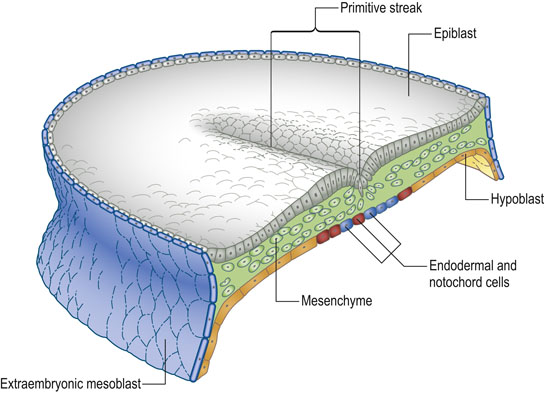 Primitive streak
Epiblast
Hypoblast
Endodermal and
notochord cells
Mesenchyme
Extraembryonic mesoblast